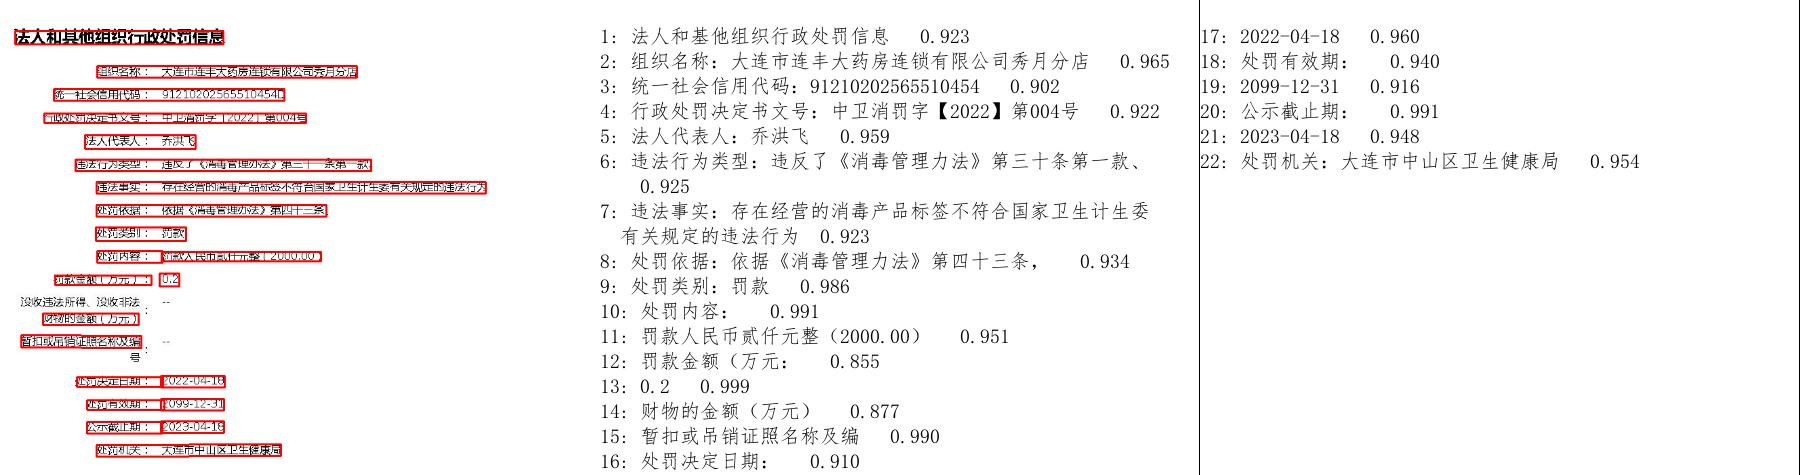 法人和其他组织行政处罚信息
组织名称： 大连市连丰大药房连锁有限公司秀月分店
统一社会信用代码： 91210202565510454D
行政处罚决定书文号： 中卫消罚字【2022】第004号
法人代表人： 乔洪飞
违法行为类型： 违反了《消毒管理办法》第三十一条第一款、
违法事实： 存在经营的消毒产品标签不符合国家卫生计生委有关规定的违法行为
处罚依据： 依据《消毒管理办法》第四十三条,
处罚类别： 罚款
处罚内容： 罚款人民币贰仟元整（2000.00）
罚款金额（万元）： 0.2
没收违法所得、没收非法
财物的金额（万元）： --
暂扣或吊销证照名称及编
号： --
处罚决定日期： 2022-04-18
处罚有效期： 2099-12-31
公示截止期： 2023-04-18
处罚机关： 大连市中山区卫生健康局
1: 法人和基他组织行政处罚信息 0.923
2: 组织名称: 大连市连丰大药房连锁有限公司秀月分店 0.965
3: 统一社会信用代码: 91210202565510454 0.902
4: 行政处罚决定书文号: 中卫消罚字【2022】第004号 0.922
5: 法人代表人: 乔洪飞 0.959
6: 违法行为类型: 违反了《消毒管理力法》第三十条第一款、
0.925
7: 违法事实: 存在经营的消毒产品标签不符合国家卫生计生委
有关规定的违法行为 0.923
8: 处罚依据: 依据《消毒管理力法》第四十三条, 0.934
9: 处罚类别: 罚款 0.986
10: 处罚内容: 0.991
11: 罚款人民币贰仟元整（2000.00） 0.951
12: 罚款金额（万元: 0.855
13: 0.2 0.999
14: 财物的金额（万元） 0.877
15: 暂扣或吊销证照名称及编 0.990
16: 处罚决定日期: 0.910
17: 2022-04-18 0.960
18: 处罚有效期: 0.940
19: 2099-12-31 0.916
20: 公示截止期: 0.991
21: 2023-04-18 0.948
22: 处罚机关: 大连市中山区卫生健康局 0.954